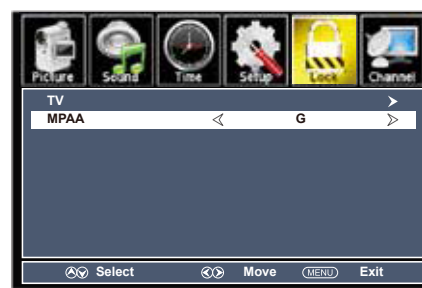 Picture Sound Time Setup Lock Channel
TV
MPAA G
Select Move MENU Exit